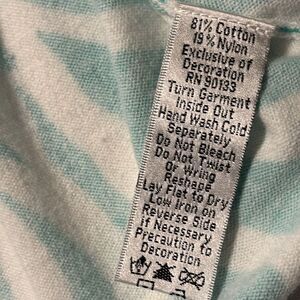 81% Cotton
19% Nylon
Exclusive of
Decoration
RN 90133
Turn Garment
Inside Out
Hand Wash Cold
Separately
Do Not Bleach
Do Not Twist
Or Wring
Reshape
Lay Flat to Dry
Low Iron on
Reverse Side
if Necessary
Precaution to
Decoration